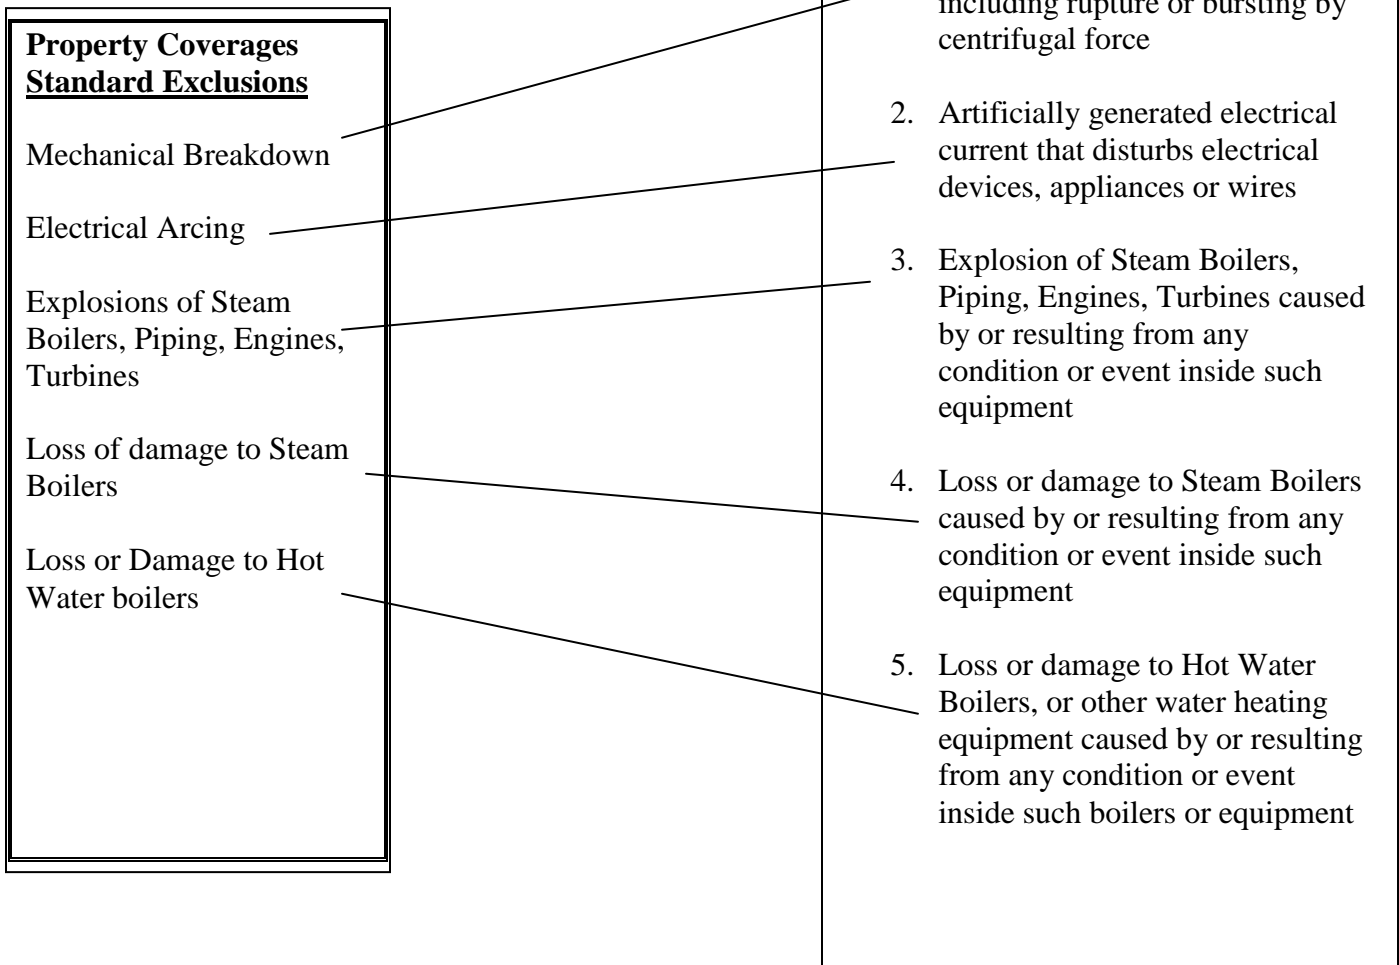 Property Coverages
Standard Exclusions
Mechanical Breakdown
Electrical Arcing
Explosions of Steam
Boilers, Piping, Engines,
Turbines
Loss of damage to Steam
Boilers
Loss or Damage to Hot
Water boilers
including rupture or bursting by
centrifugal force
2. Artificially generated electrical
current that disturbs electrical
devices, appliances or wires
3. Explosion of Steam Boilers,
Piping, Engines, Turbines caused
by or resulting from any
condition or event inside such
equipment
4. Loss or damage to Steam Boilers
caused by or resulting from any
condition or event inside such
equipment
5. Loss or damage to Hot Water
Boilers, or other water heating
equipment caused by or resulting
from any condition or event
inside such boilers or equipment